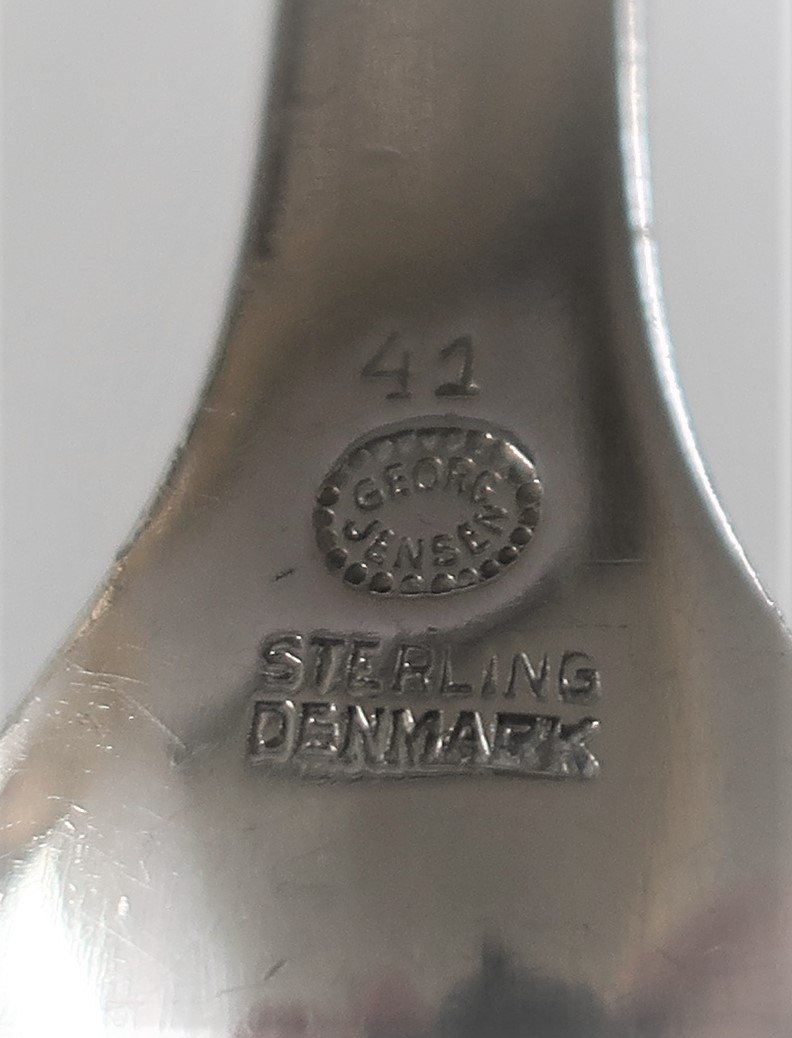 41
GEORG
JENSEN
STERLING
DENMARK